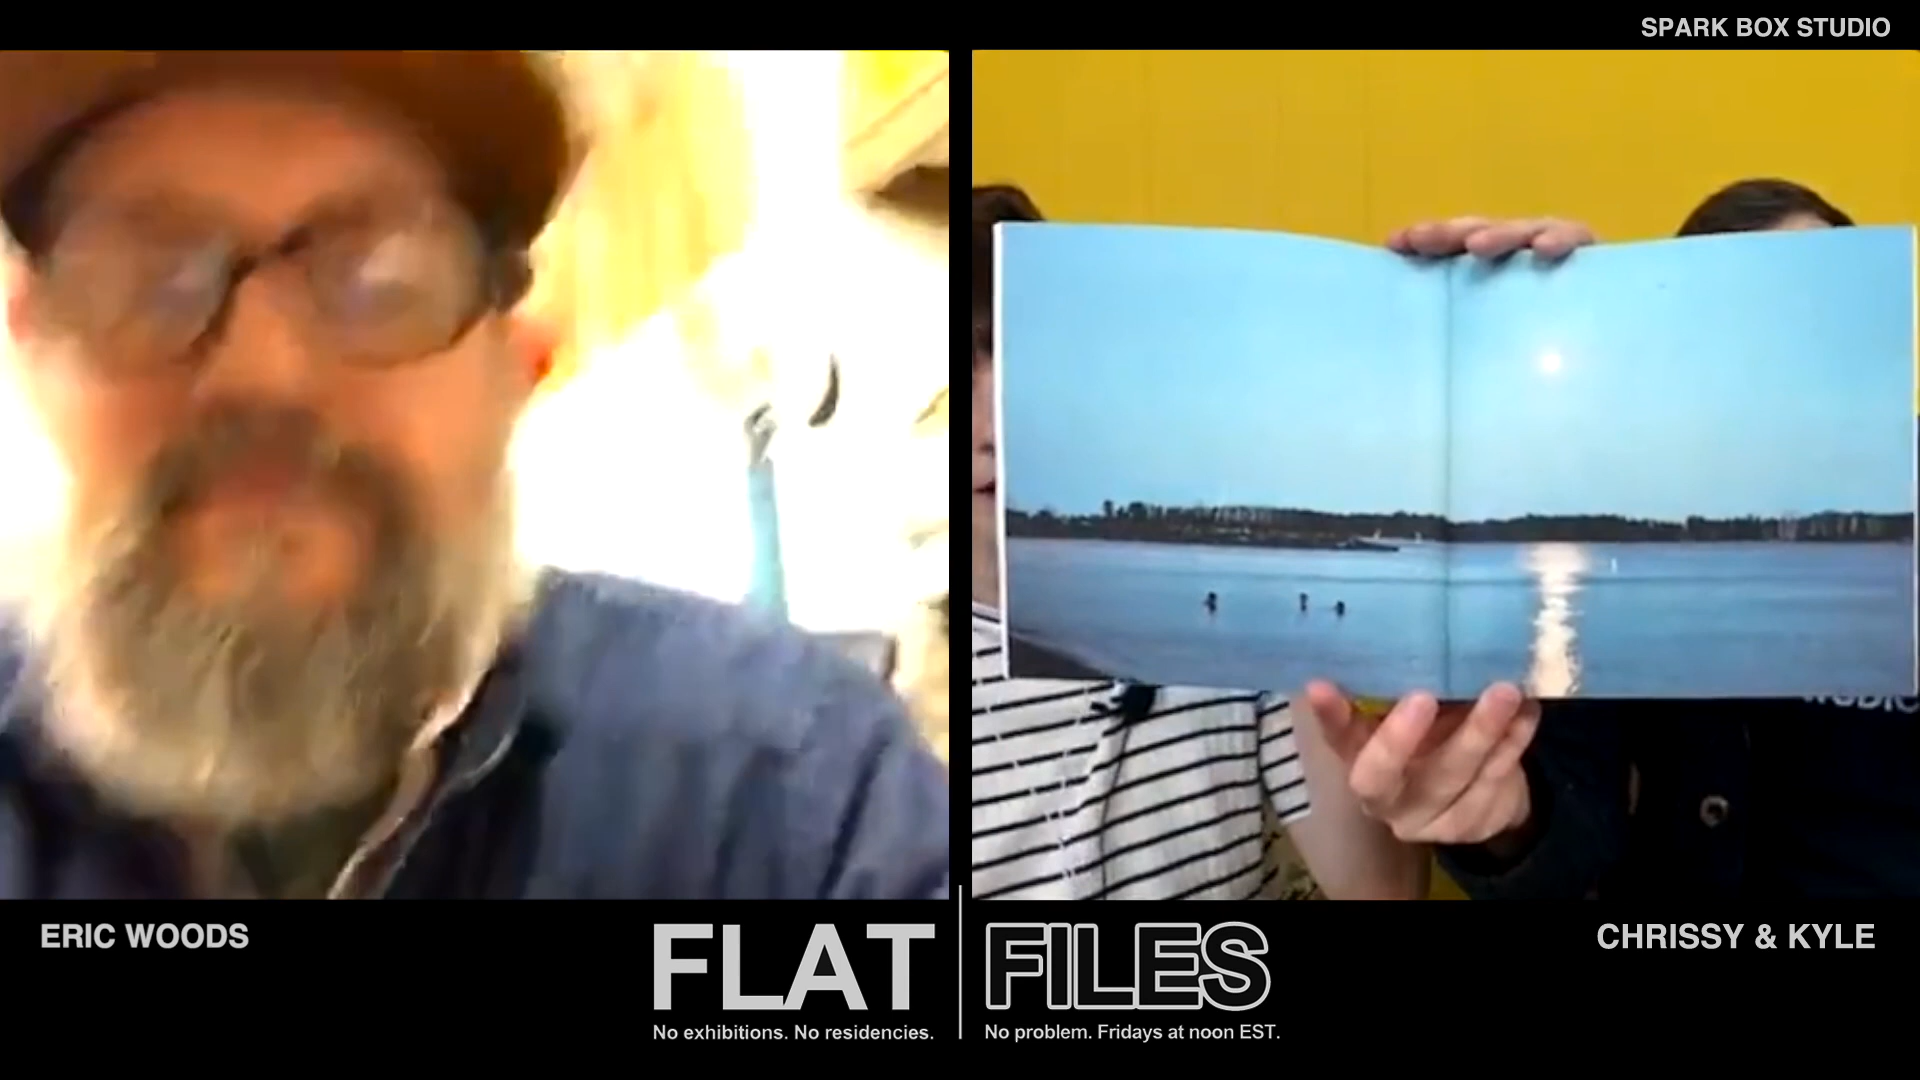 SPARK BOX STUDIO
ERIC WOODS
FLAT FILES
CHRISSY & KYLE
No exhibitions. No residencies.
No problem. Fridays at noon EST.